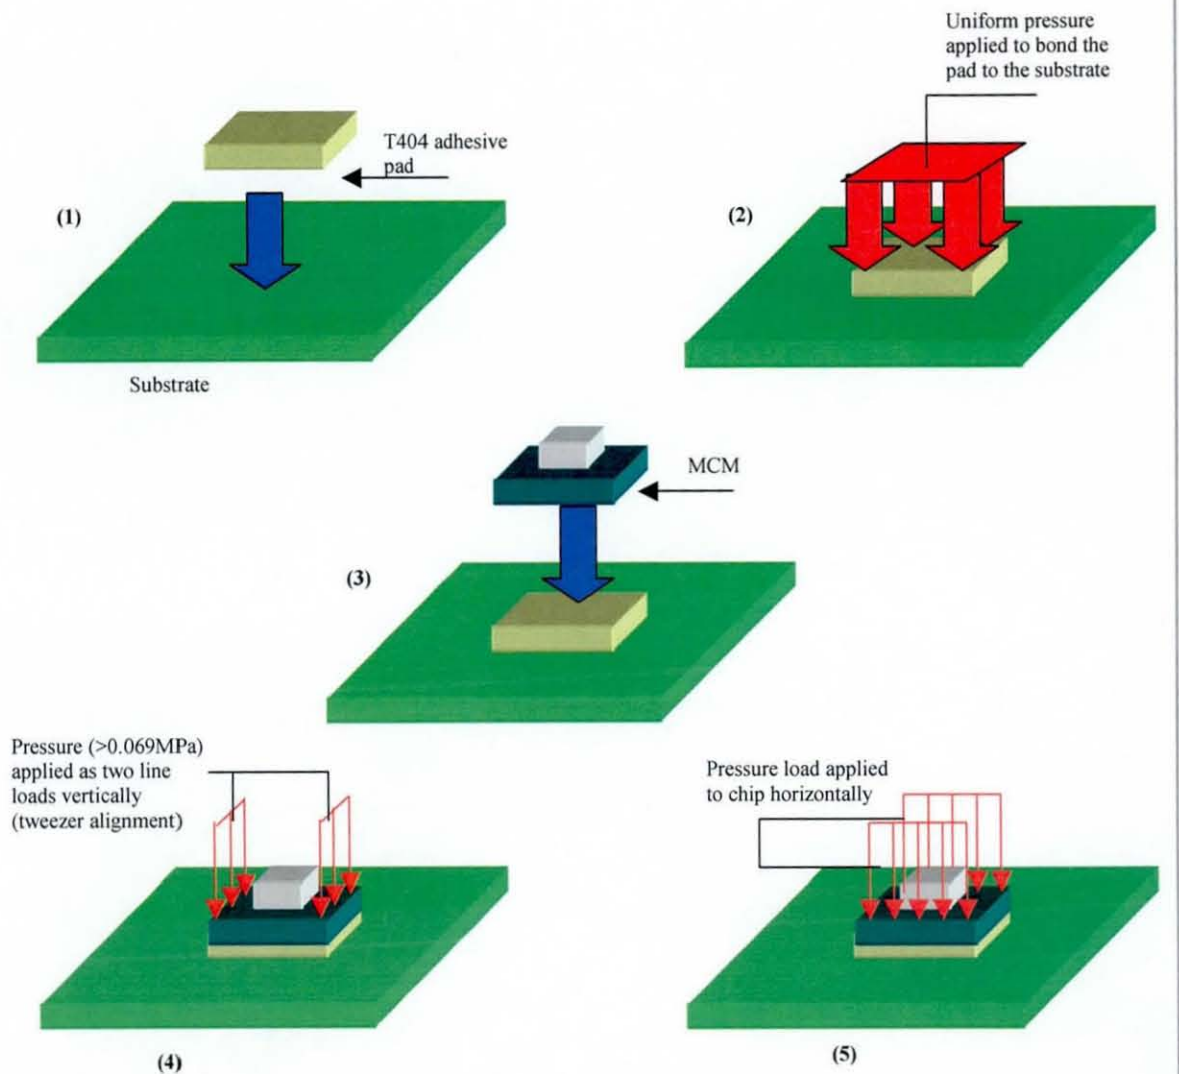 Uniform pressure
applied to bond the
pad to the substrate
T404 adhesive
pad
(1)
(2)
Substrate
MCM
(3)
Pressure (>0.069MPa)
applied as two line
loads vertically
(tweezer alignment)
Pressure load applied
to chip horizontally
(4)
(5)